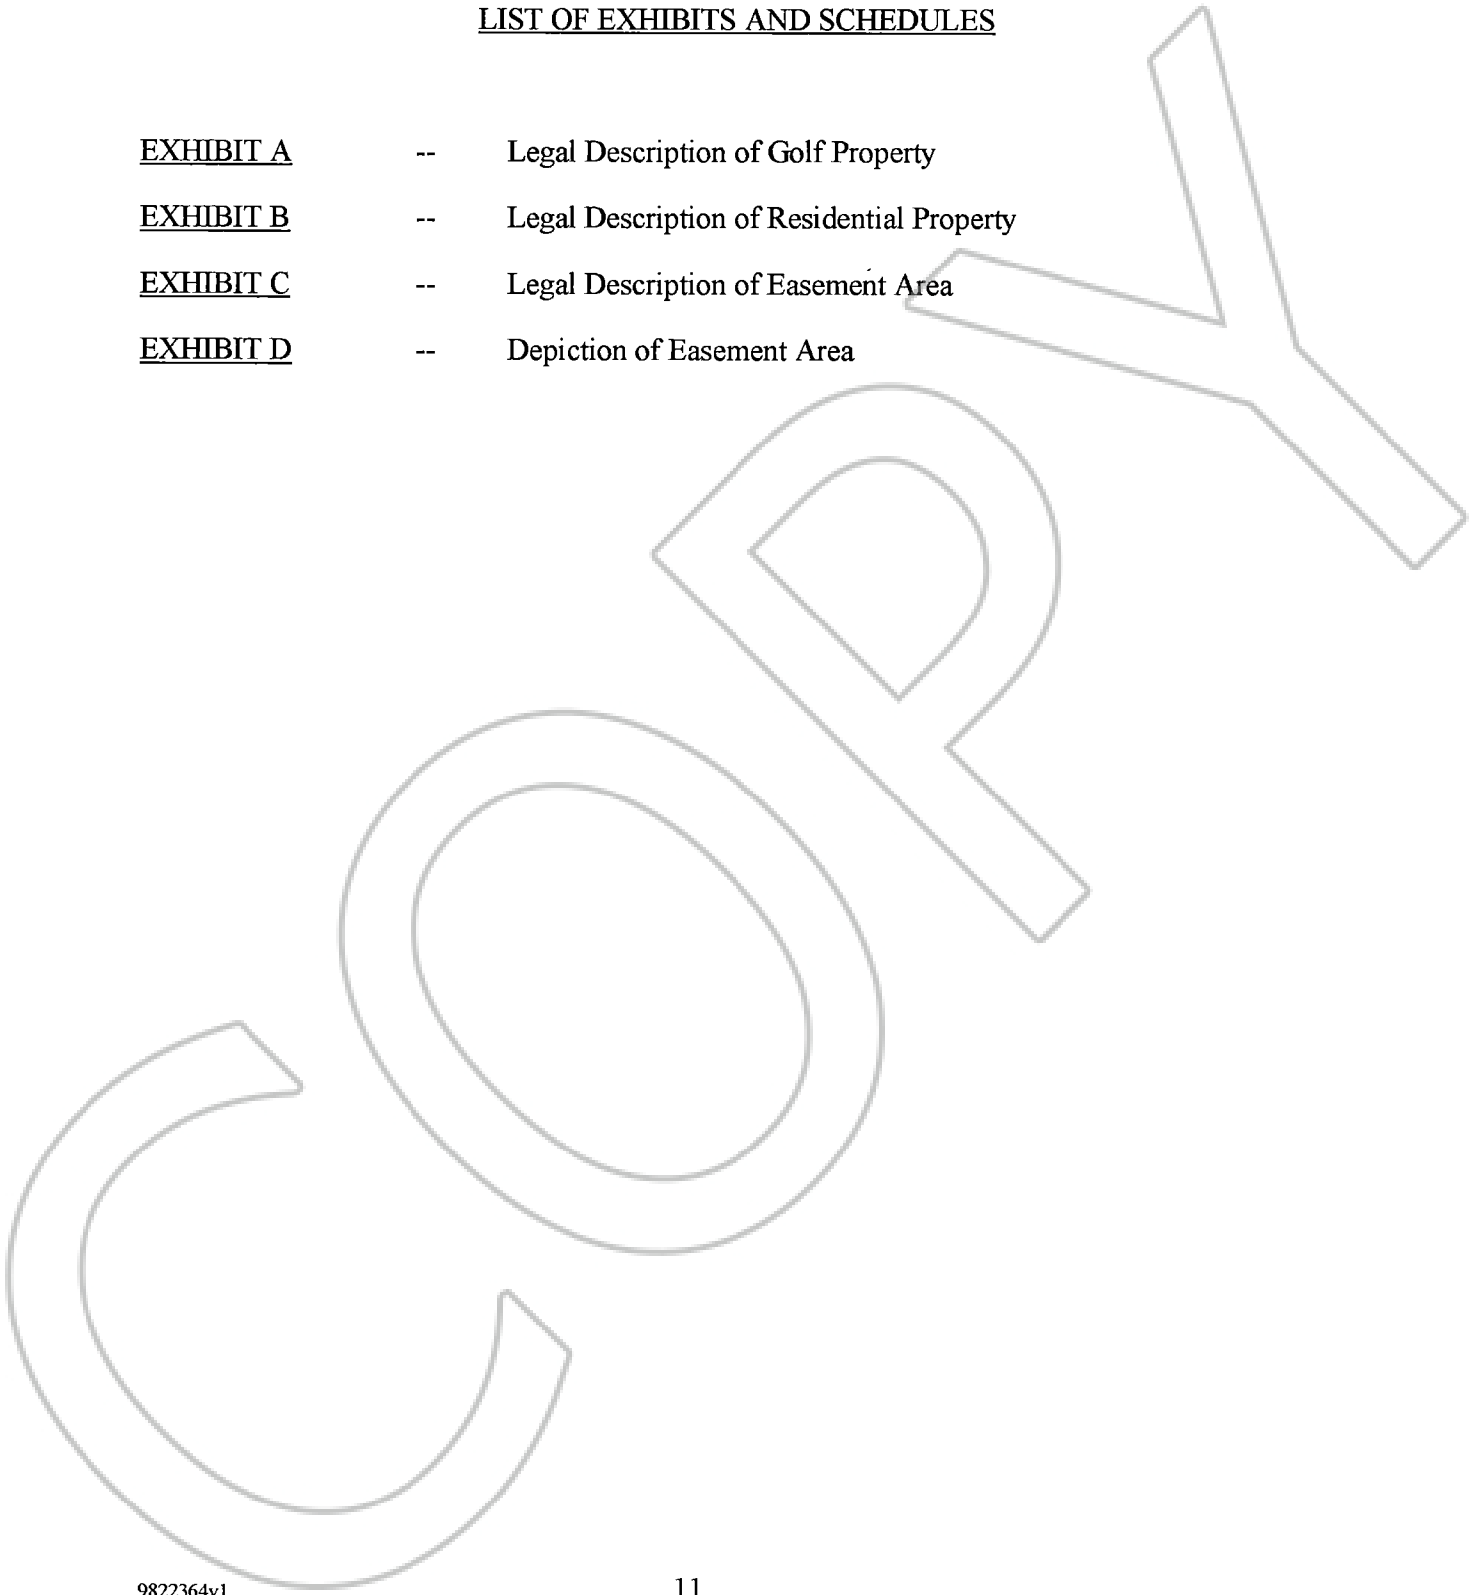 LIST OF EXHIBITS AND SCHEDULES
EXHIBIT A -- Legal Description of Golf Property
EXHIBIT B -- Legal Description of Residential Property
EXHIBIT C -- Legal Description of Easement Area
EXHIBIT D -- Depiction of Easement Area
COPY
9822364v1 11